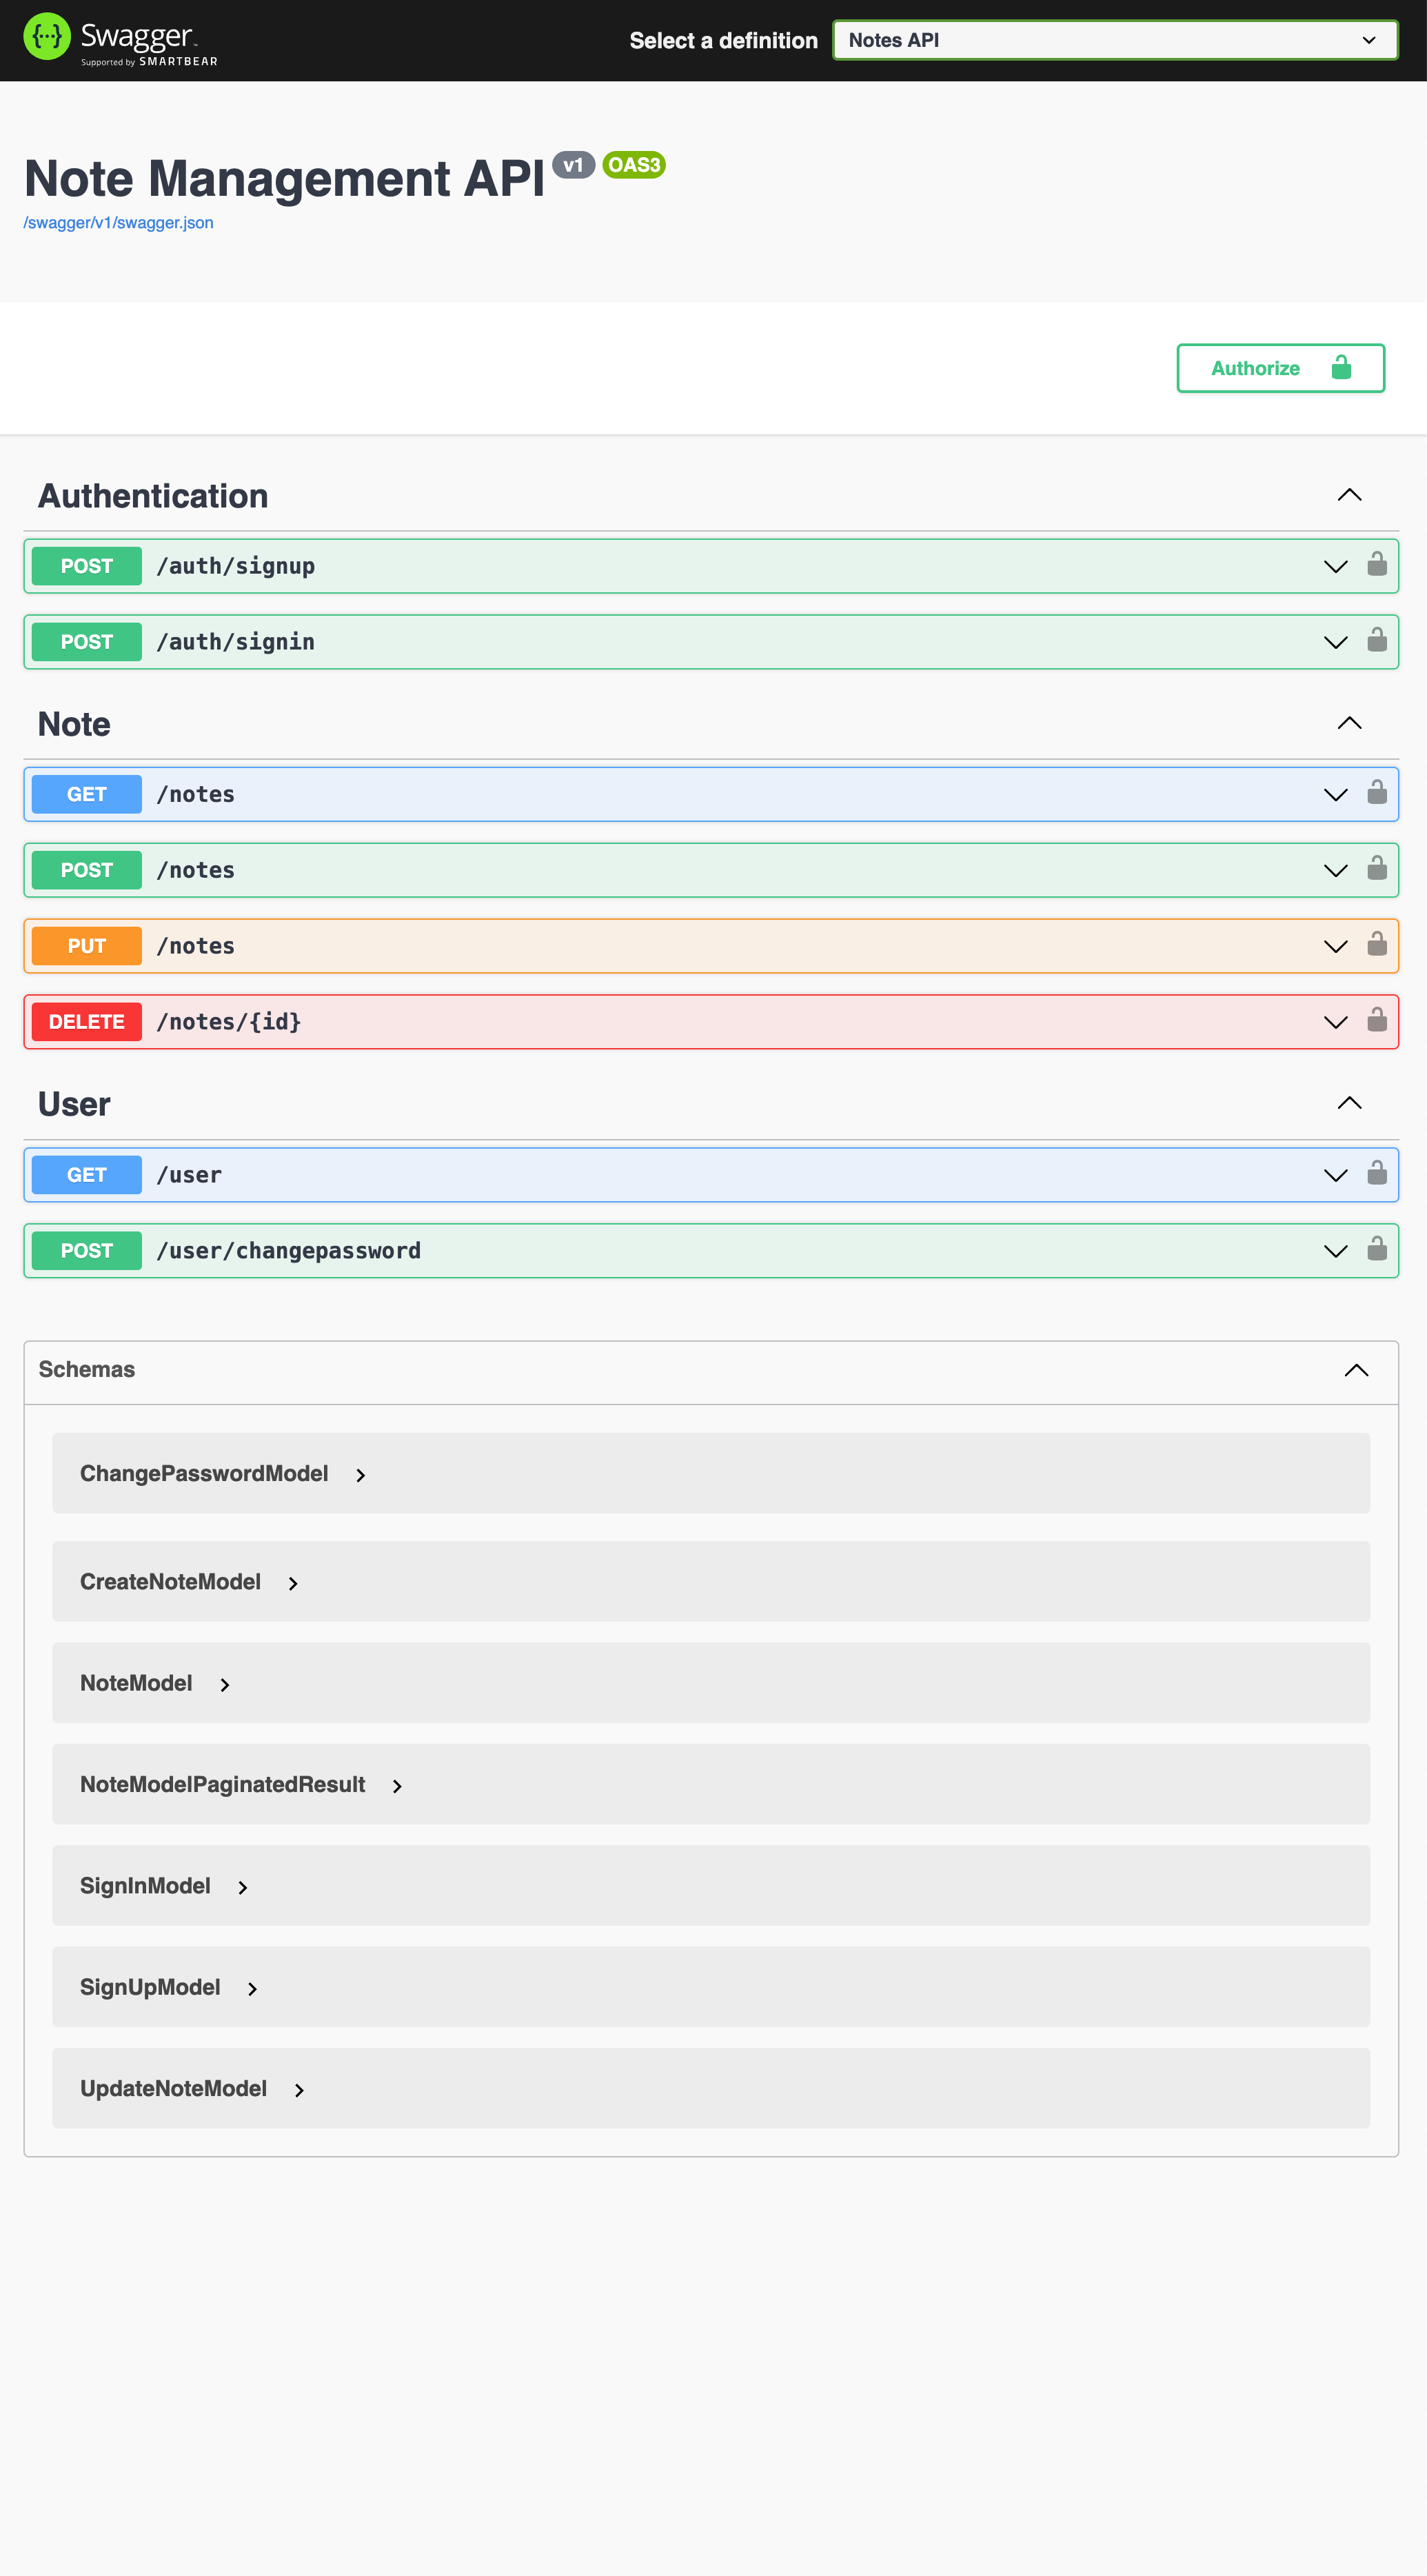 Swagger.
Supported by SMARTBEAR
Select a definition
Notes API
Note Management API v1 OAS3
/swagger/v1/swagger.json
Authorize
Authentication
POST /auth/signup
POST /auth/signin
Note
GET /notes
POST /notes
PUT /notes
DELETE /notes/{id}
User
GET /user
POST /user/changepassword
Schemas
ChangePasswordModel
CreateNoteModel
NoteModel
NoteModelPaginatedResult
SignInModel
SignUpModel
UpdateNoteModel